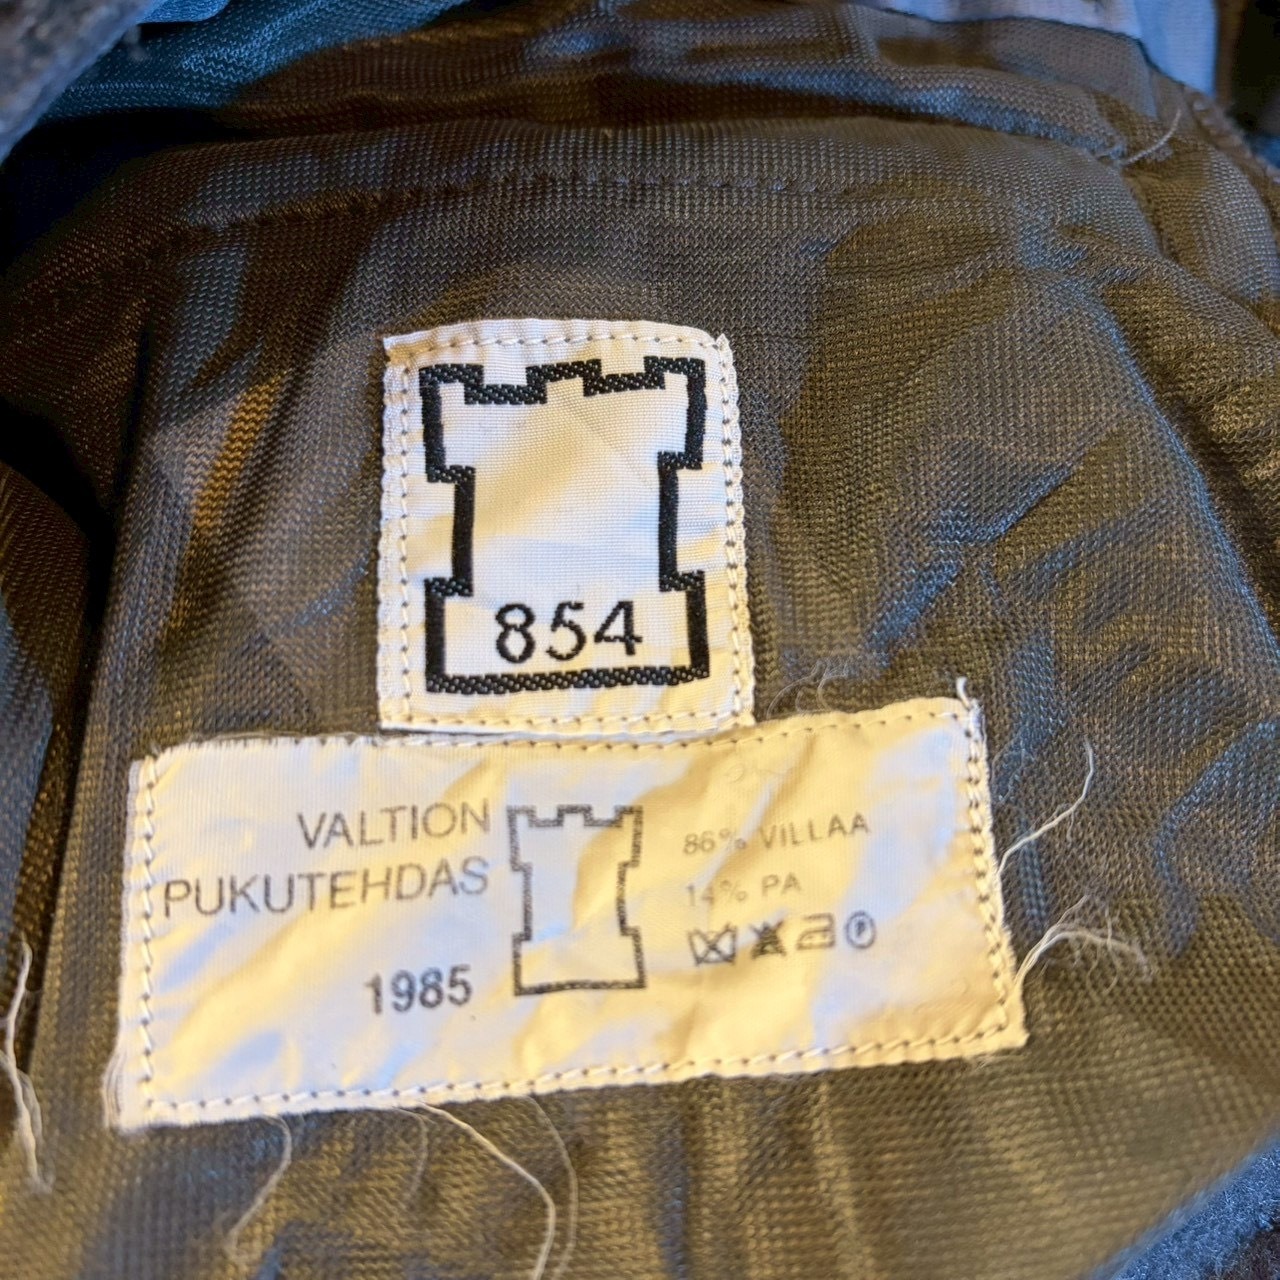 854
VALTION
PUKUTEHDAS
1985
86% VILLAA
14% PA
P